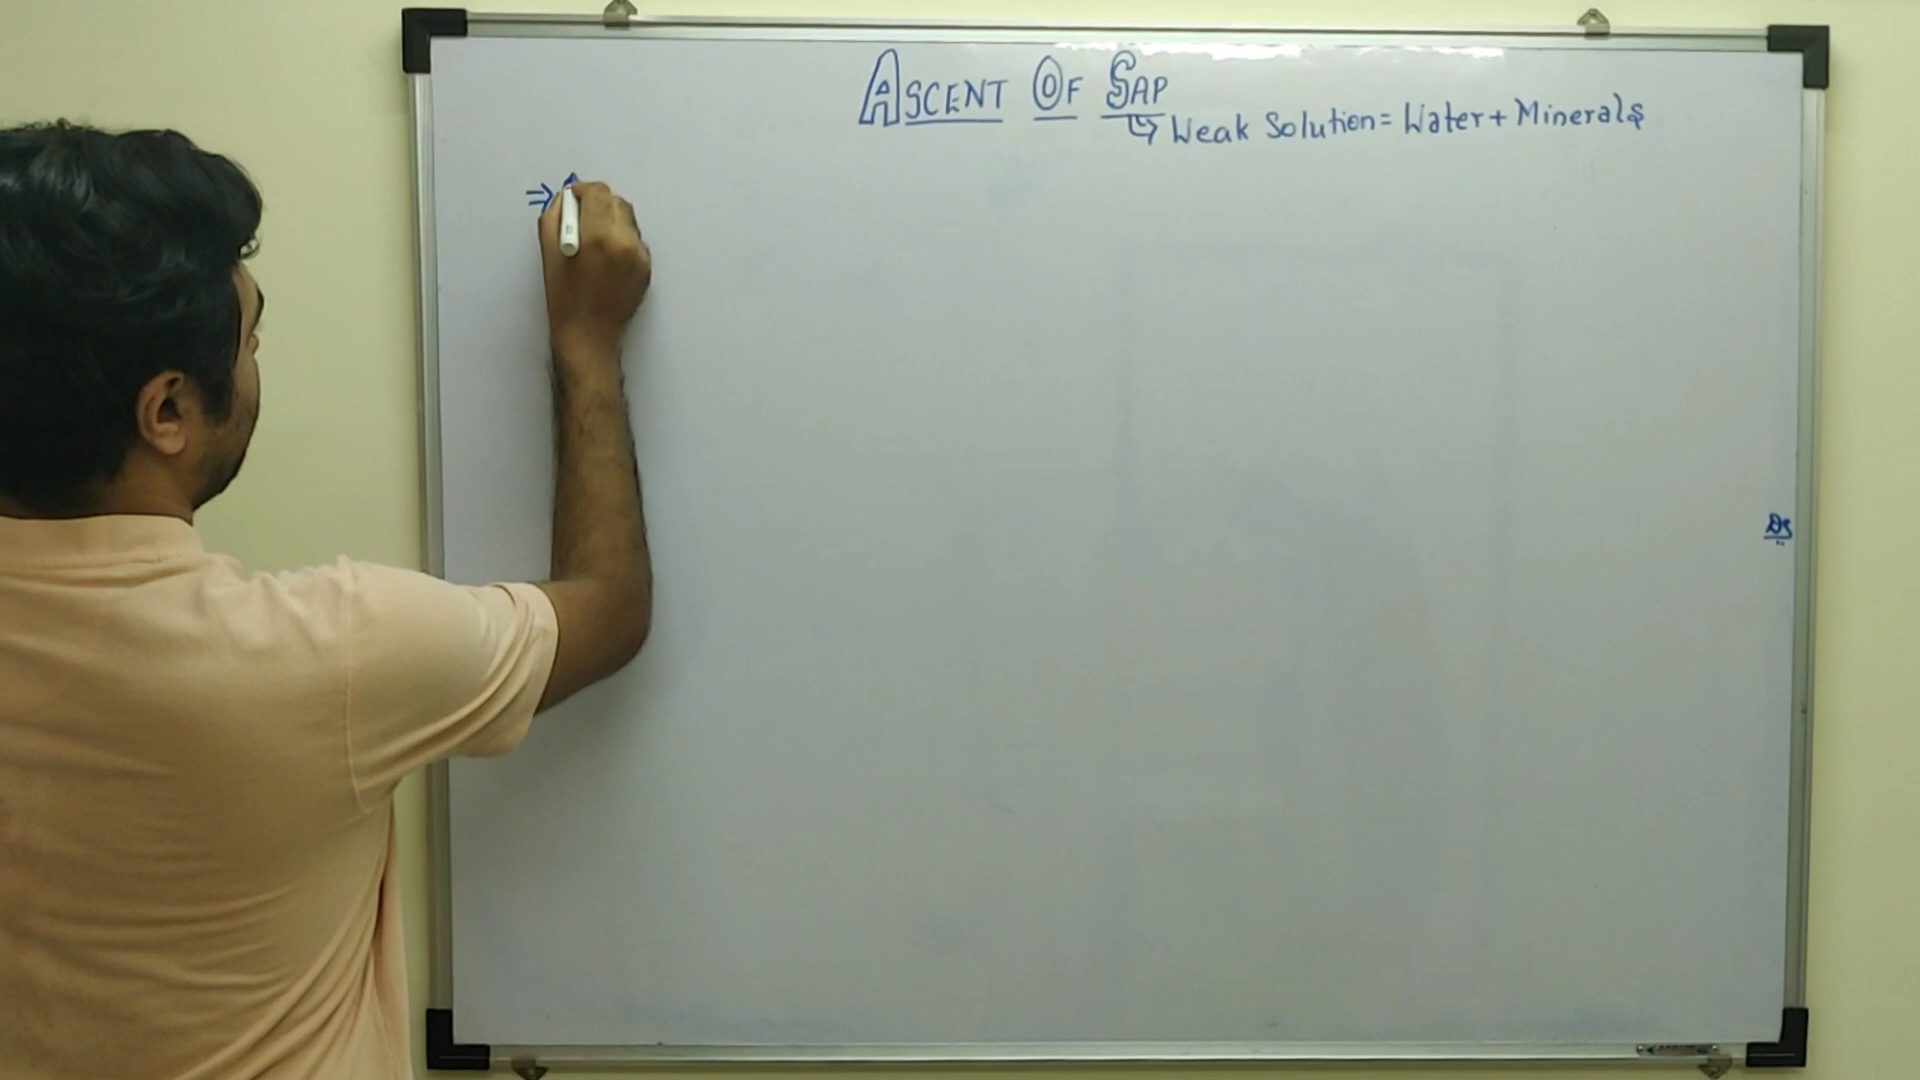 ASCENT OF SAP
↳ Weak Solution = Water + Minerals
⇒